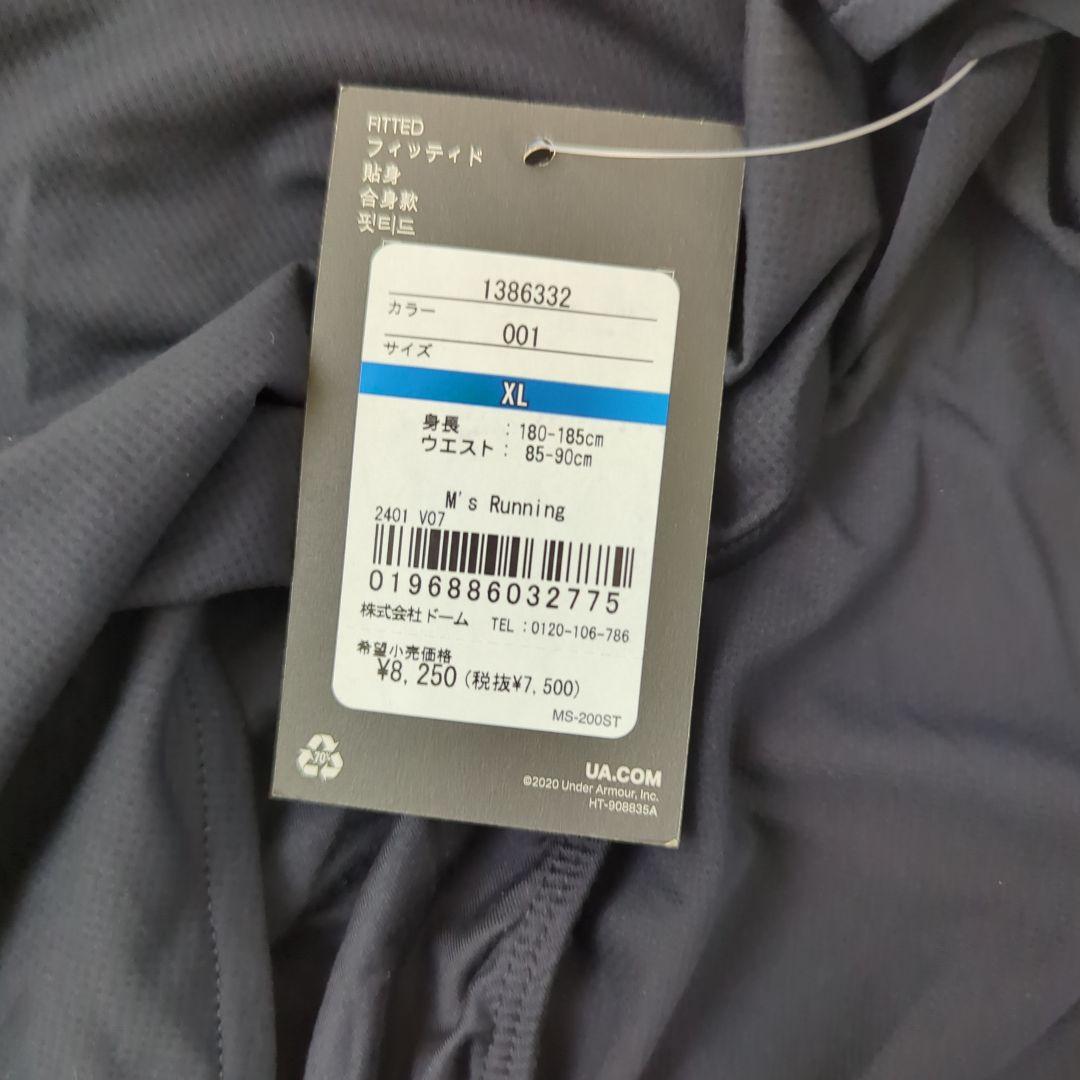 FITTED
フィッティド
貼身
合身款
핏티드
1386332
カラー
001
サイズ
XL
身長 : 180-185cm
ウエスト : 85-90cm
M's Running
2401 V07
0196886032775
株式会社ドーム TEL:0120-106-786
希望小売価格
¥8,250(税抜¥7,500)
MS-200ST
70%
UA.COM
©2020 Under Armour, Inc.
HT-908835A